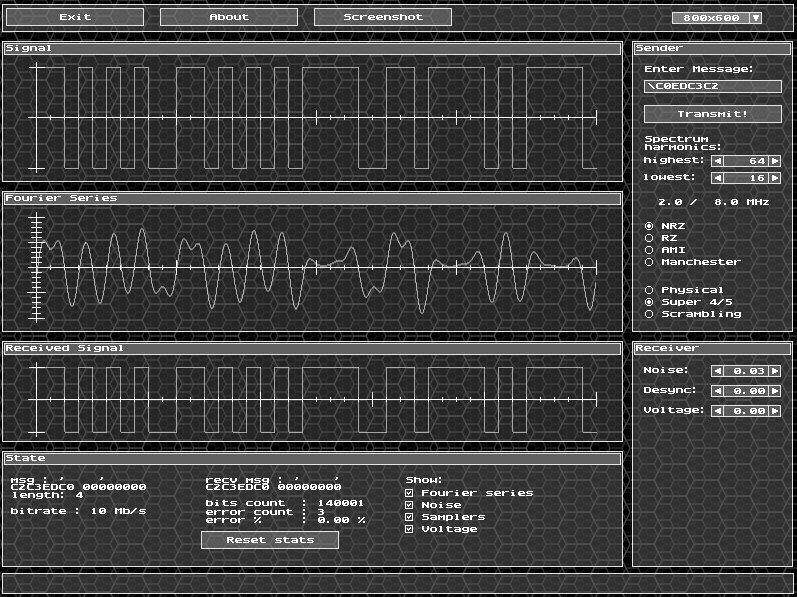 Exit About Screenshot 800x600
Signal
Fourier Series
Received Signal
State
msg : '    '
C2C3EDC0 00000000
length: 4
bitrate : 10 Mb/s
recv msg : '    '
C2C3EDC0 00000000
bits count : 140001
error count : 3
error % : 0.00 %
Reset stats
Show:
Fourier series
Noise
Samplers
Voltage
Sender
Enter Message:
\C0EDC3C2
Transmit!
Spectrum
harmonics:
highest: 64
lowest: 16
2.0 / 8.0 MHz
NRZ
RZ
AMI
Manchester
Physical
Super 4/5
Scrambling
Receiver
Noise: 0.03
Desync: 0.00
Voltage: 0.00